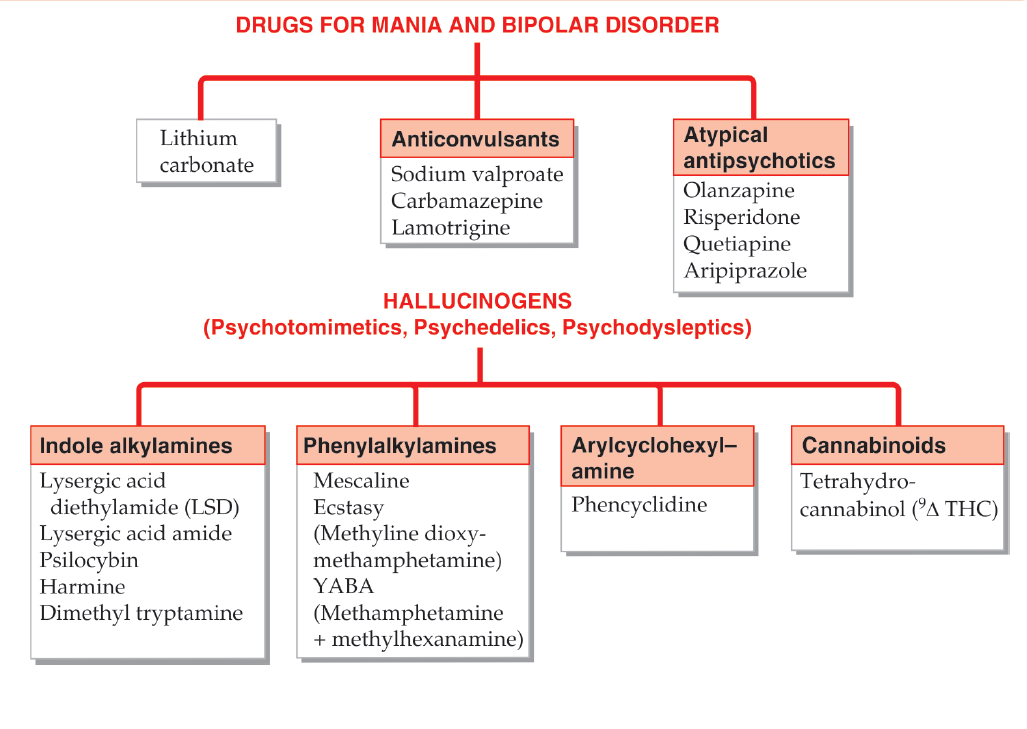 DRUGS FOR MANIA AND BIPOLAR DISORDER
Lithium
carbonate
Anticonvulsants
Sodium valproate
Carbamazepine
Lamotrigine
Atypical
antipsychotics
Olanzapine
Risperidone
Quetiapine
Aripiprazole
HALLUCINOGENS
(Psychotomimetics, Psychedelics, Psychodysleptics)
Indole alkylamines
Lysergic acid
diethylamide (LSD)
Lysergic acid amide
Psilocybin
Harmine
Dimethyl tryptamine
Phenylalkylamines
Mescaline
Ecstasy
(Methyline dioxy-
methamphetamine)
YABA
(Methamphetamine
+ methylhexanamine)
Arylcyclohexyl–
amine
Phencyclidine
Cannabinoids
Tetrahydro-
cannabinol (⁹Δ THC)